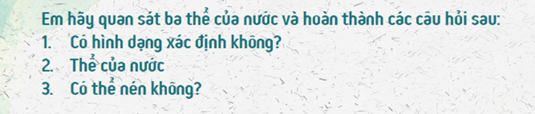 Em hãy quan sát ba thể của nước và hoàn thành các câu hỏi sau:
1. Có hình dạng xác định không?
2. Thể của nước
3. Có thể nén không?